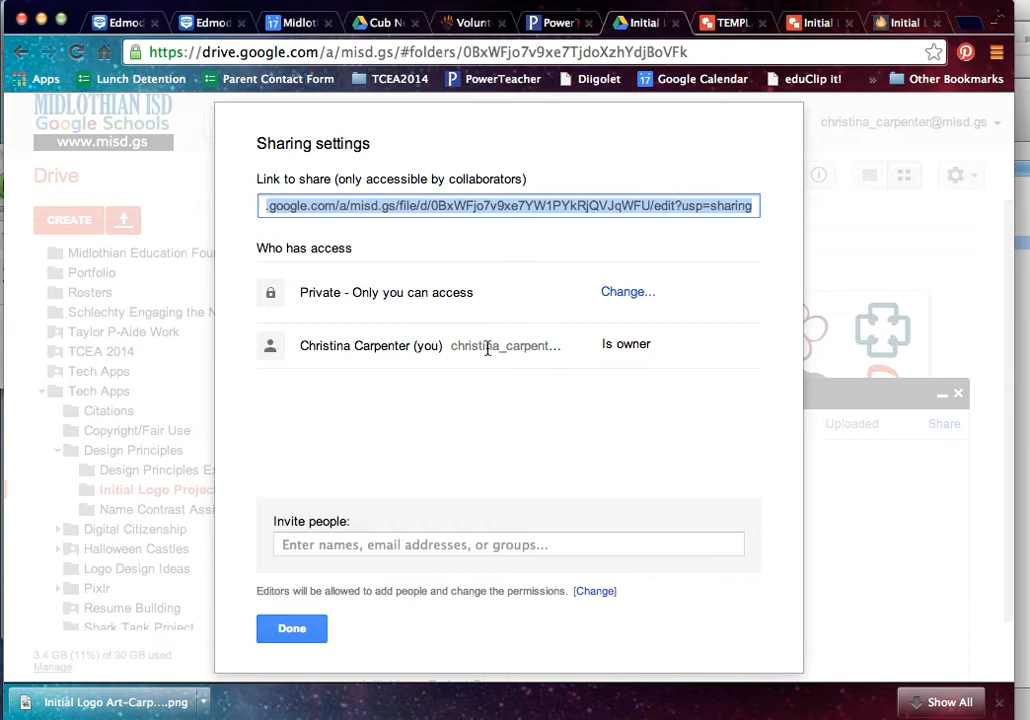 Edmod
Edmod
17 Midlot
Cub N
Volunt
PowerT
Initial
TEMPL
Initial
Initial
https://drive.google.com/a/misd.gs/#folders/0BxWFjo7v9xe7TjdoXzhYdjBoVFk
Apps
Lunch Detention
Parent Contact Form
TCEA2014
PowerTeacher
Diigolet
17 Google Calendar
eduClip it!
»
Other Bookmarks
MIDLOTHIAN ISD
Google Schools
www.misd.gs
christina_carpenter@misd.gs
Drive
CREATE
Midlothian Education Fou
Portfolio
Rosters
Schlechty Engaging the N
Taylor P-Aide Work
TCEA 2014
Tech Apps
Tech Apps
Citations
Copyright/Fair Use
Design Principles
Design Principles Ex
Initial Logo Project
Name Contrast Assi
Digital Citizenship
Halloween Castles
Logo Design Ideas
Pixlr
Resume Building
Shark Tank Project
3.4 GB (11%) of 30 GB used
Manage
Sharing settings
Link to share (only accessible by collaborators)
.google.com/a/misd.gs/file/d/0BxWFjo7v9xe7YW1PYkRjQVJqWFU/edit?usp=sharing
Who has access
Private - Only you can access
Change...
Christina Carpenter (you) christina_carpent...
Is owner
Invite people:
Enter names, email addresses, or groups...
Editors will be allowed to add people and change the permissions. [Change]
Done
Uploaded
Share
Initial Logo Art-Carp....png
Show All